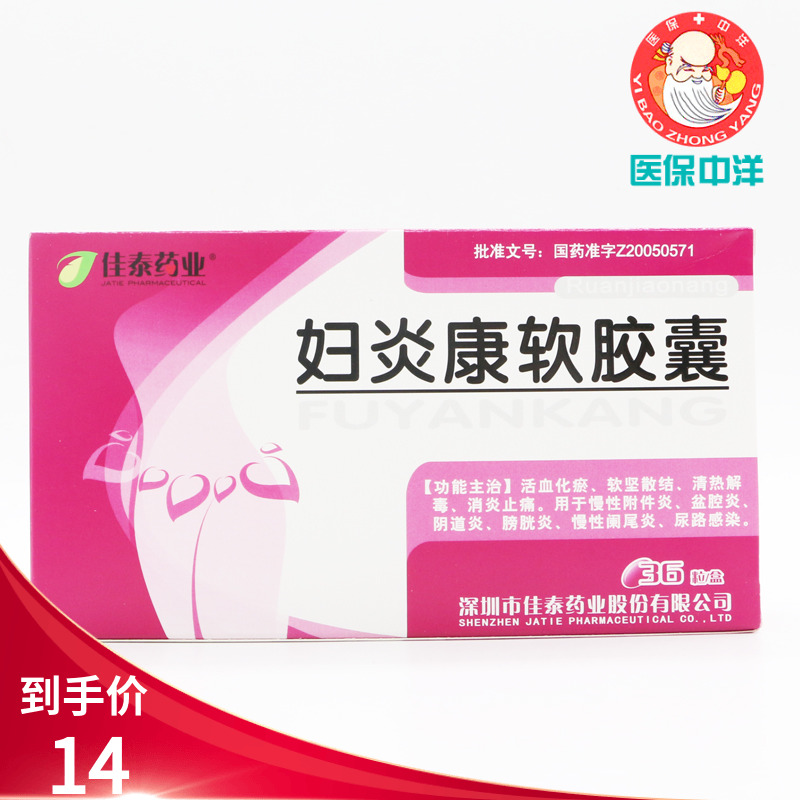 医保中洋
YI BAO ZHONG YANG
医保中洋
佳泰药业®
JATIE PHARMACEUTICAL
批准文号：国药准字Z20050571
Ruanjiaonang
妇炎康软胶囊
FUYANKANG
【功能主治】活血化瘀、软坚散结、清热解
毒、消炎止痛。用于慢性附件炎、盆腔炎、
阴道炎、膀胱炎、慢性阑尾炎、尿路感染。
36粒/盒
深圳市佳泰药业股份有限公司
SHENZHEN JATIE PHARMACEUTICAL CO.,LTD
到手价
14